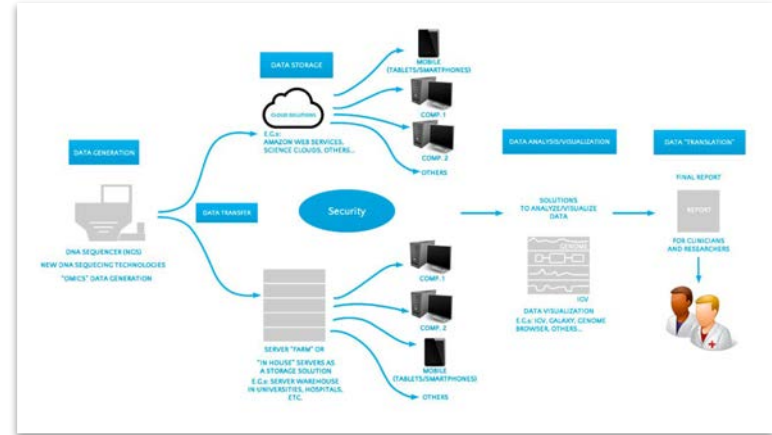 DATA GENERATION
DNA SEQUENCER (NGS)
NEW DNA SEQUECING TECHNOLOGIES
"OMICS" DATA GENERATION
DATA TRANSFER
DATA STORAGE
CLOUD SOLUTIONS
E.G.s:
AMAZON WEB SERVICES,
SCIENCE CLOUDS, OTHERS...
MOBILE
(TABLETS/SMARTPHONES)
COMP. 1
COMP. 2
OTHERS
Security
SERVER "FARM" OR
"IN HOUSE" SERVERS AS
A STORAGE SOLUTION
E.G.s: SERVER WAREHOUSE
IN UNIVERSITIES, HOSPITALS,
ETC.
COMP. 1
COMP. 2
MOBILE
(TABLETS/SMARTPHONES)
OTHERS
DATA ANALYSIS/VISUALIZATION
SOLUTIONS
TO ANALYZE/VISUALIZE
DATA
GENOME
IGV
DATA VISUALIZATION
E.G.s: IGV, GALAXY, GENOME
BROWSER, OTHERS...
DATA "TRANSLATION"
FINAL REPORT
REPORT
FOR CLINICIANS
AND RESEARCHERS